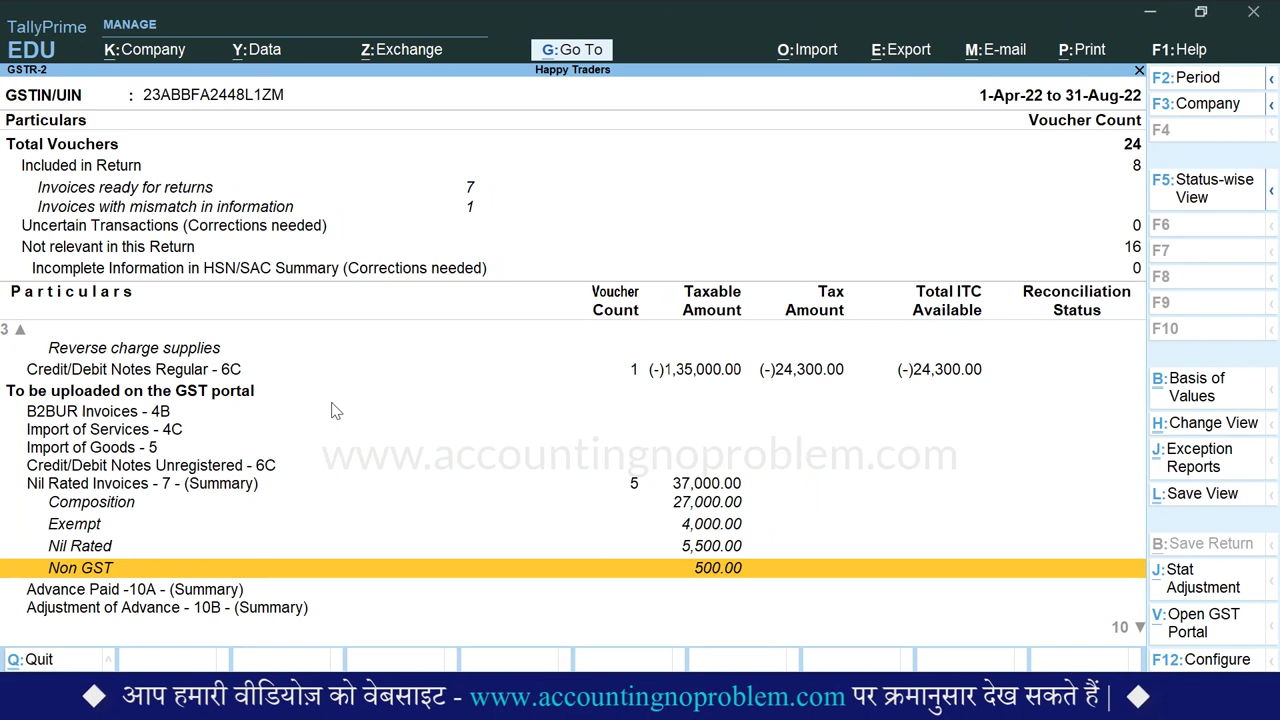 TallyPrime
EDU
MANAGE
K:Company Y:Data Z:Exchange G:Go To O:Import E:Export M:E-mail P:Print F1:Help
GSTR-2 Happy Traders
GSTIN/UIN : 23ABBFA2448L1ZM 1-Apr-22 to 31-Aug-22
Particulars Voucher Count
Total Vouchers 24
Included in Return 8
Invoices ready for returns 7
Invoices with mismatch in information 1
Uncertain Transactions (Corrections needed) 0
Not relevant in this Return 16
Incomplete Information in HSN/SAC Summary (Corrections needed) 0
Particulars Voucher Count Taxable Amount Tax Amount Total ITC Available Reconciliation Status
3
Reverse charge supplies
Credit/Debit Notes Regular - 6C 1 (-)1,35,000.00 (-)24,300.00 (-)24,300.00
To be uploaded on the GST portal
B2BUR Invoices - 4B
Import of Services - 4C
Import of Goods - 5
www.accountingnoproblem.com
Credit/Debit Notes Unregistered - 6C
Nil Rated Invoices - 7 - (Summary) 5 37,000.00
Composition 27,000.00
Exempt 4,000.00
Nil Rated 5,500.00
Non GST 500.00
Advance Paid -10A - (Summary)
Adjustment of Advance - 10B - (Summary)
10
F2:Period
F3:Company
F4
F5:Status-wise
View
F6
F7
F8
F9
F10
B:Basis of
Values
H:Change View
J:Exception
Reports
L:Save View
B:Save Return
J:Stat
Adjustment
V:Open GST
Portal
F12:Configure
Q:Quit
आप हमारी वीडियोज़ को वेबसाइट - www.accountingnoproblem.com पर क्रमानुसार देख सकते हैं |